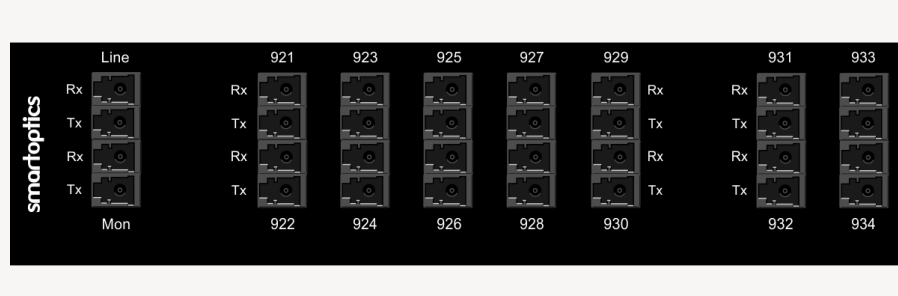 Line 921 923 925 927 929 931 933
Rx Rx Rx Rx
Tx Tx Tx Tx
Rx Rx Rx Rx
Tx Tx Tx Tx
Mon 922 924 926 928 930 932 934
smartoptics